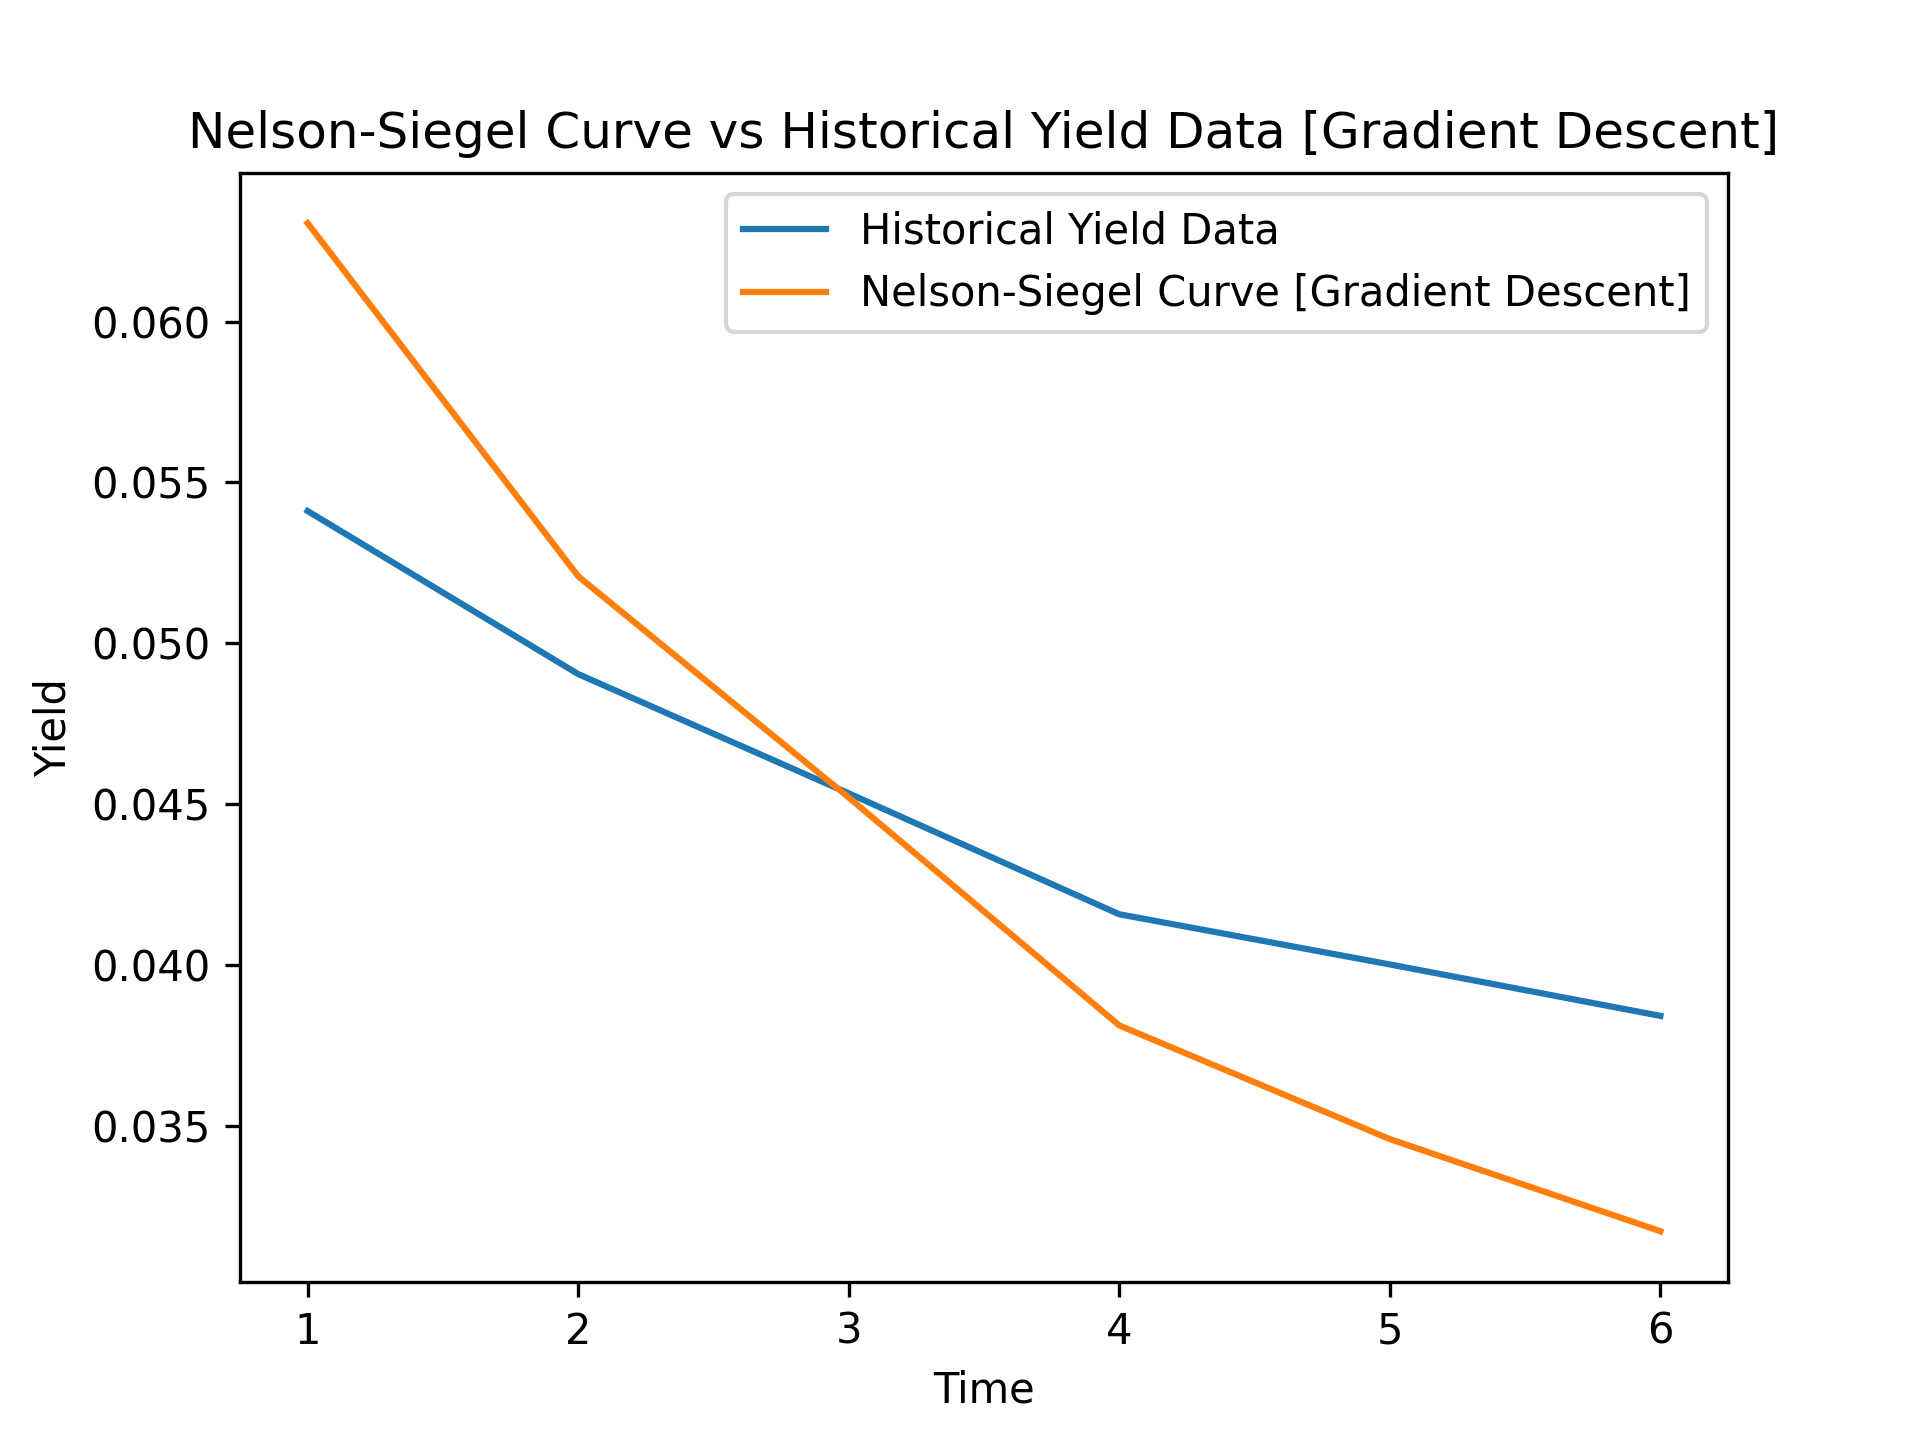 Nelson-Siegel Curve vs Historical Yield Data [Gradient Descent]
Historical Yield Data
Nelson-Siegel Curve [Gradient Descent]
0.060
0.055
0.050
0.045
0.040
0.035
Yield
1 2 3 4 5 6
Time